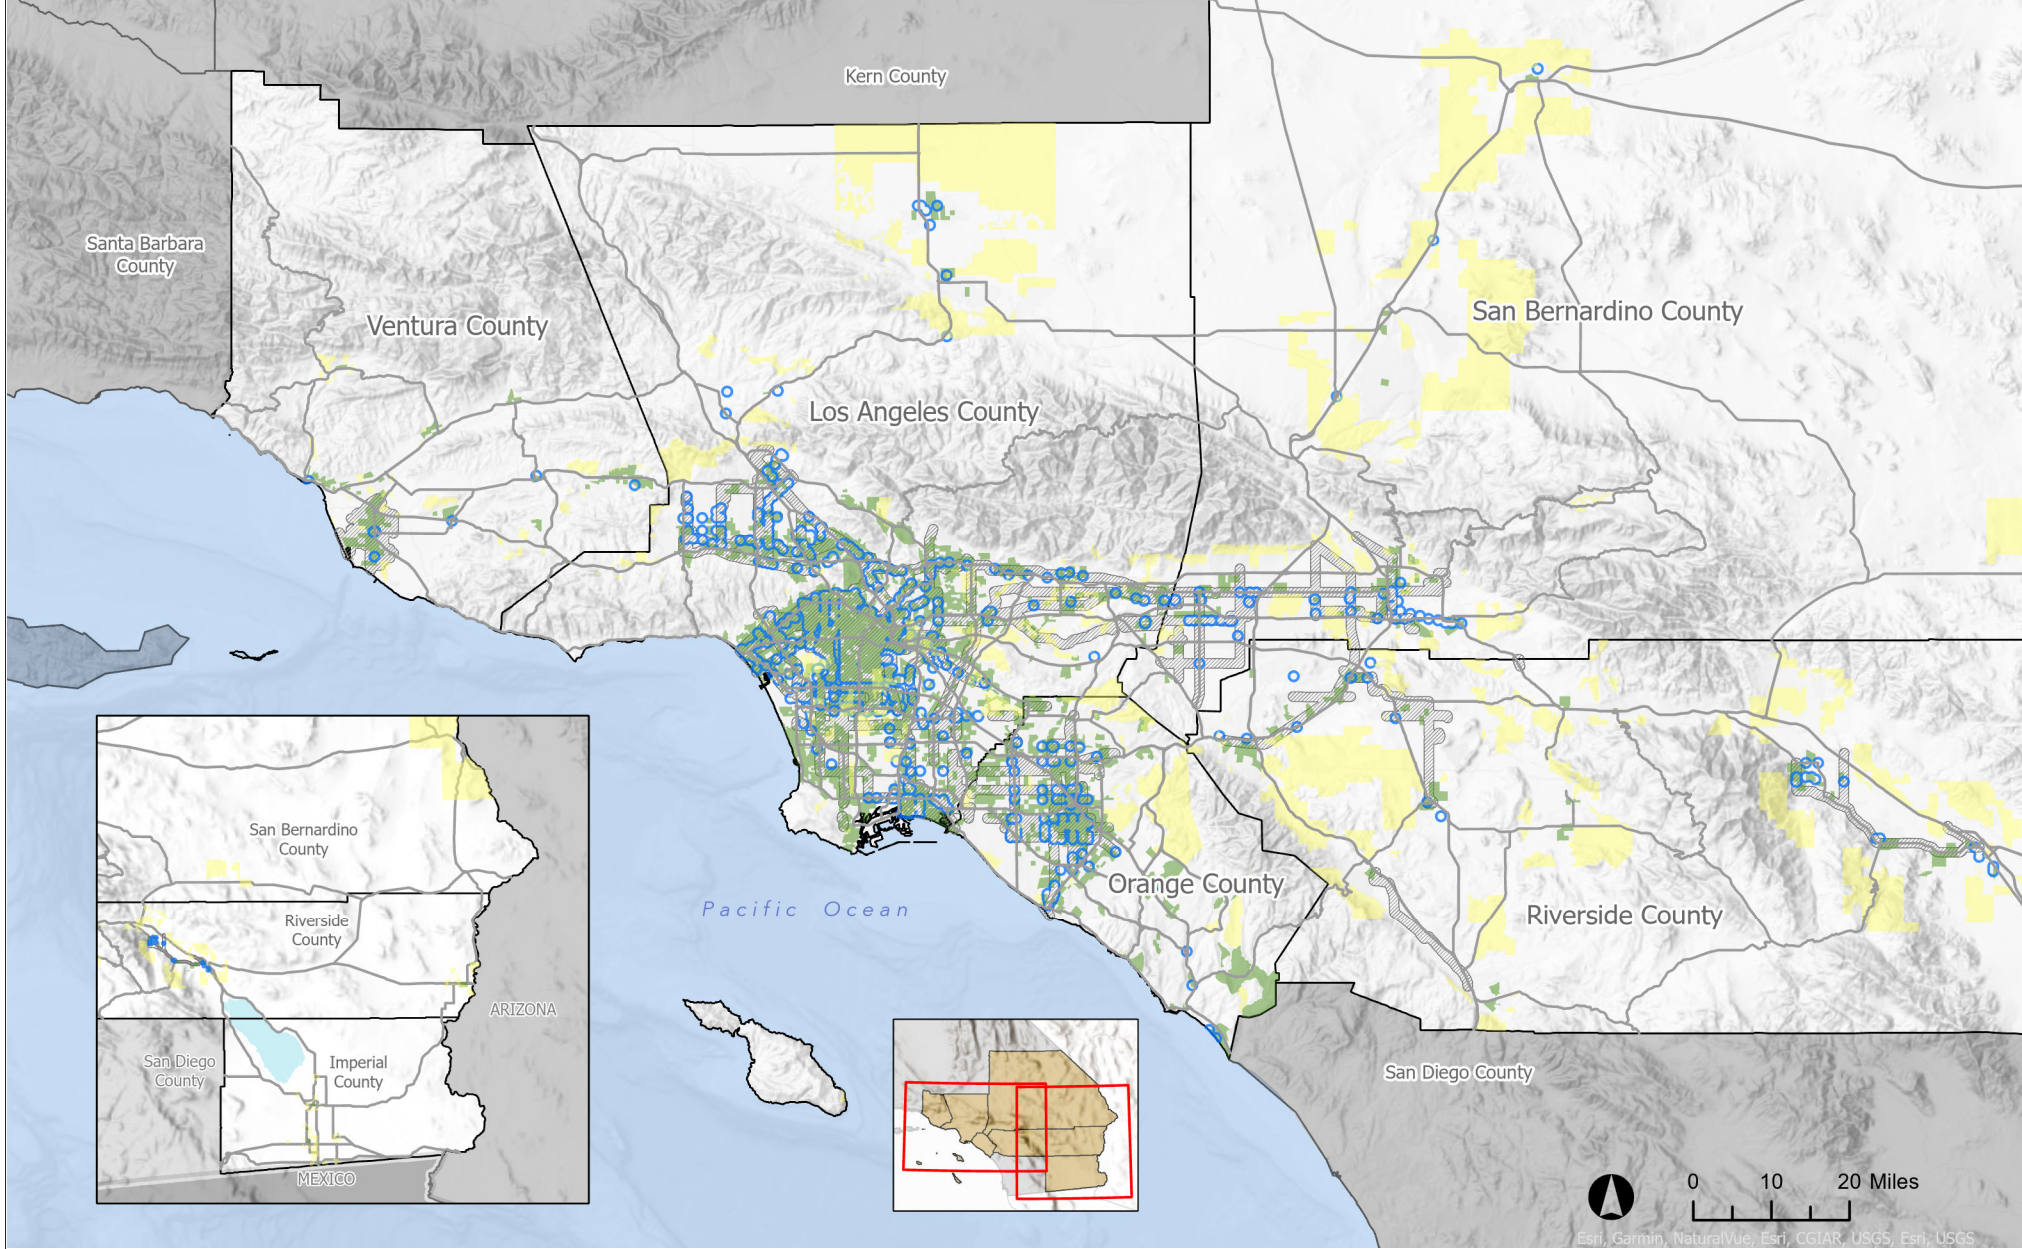 Kern County
Santa Barbara
County
Ventura County
San Bernardino County
Los Angeles County
Orange County
Riverside County
Pacific Ocean
San Diego County
San Bernardino
County
Riverside
County
ARIZONA
San Diego
County
Imperial
County
MEXICO
0 10 20 Miles
Esri, Garmin, NaturalVue, Esri, CGIAR, USGS, Esri, USGS